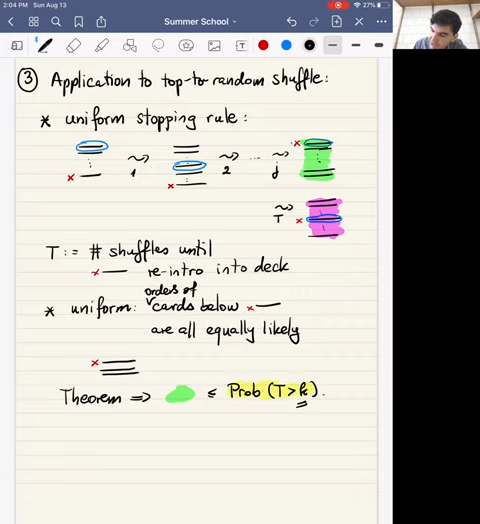 2:04 PM Sun Aug 13
27%
Summer School
T
③ Application to top-to random shuffle:
* uniform stopping rule:
x
1
x
2
j
x
T
x
T := # shuffles until
x — re-intro into deck
orders of
* uniform: cards below x —
are all equally likely
x
Theorem ⇒ ≤ Prob (T>k).